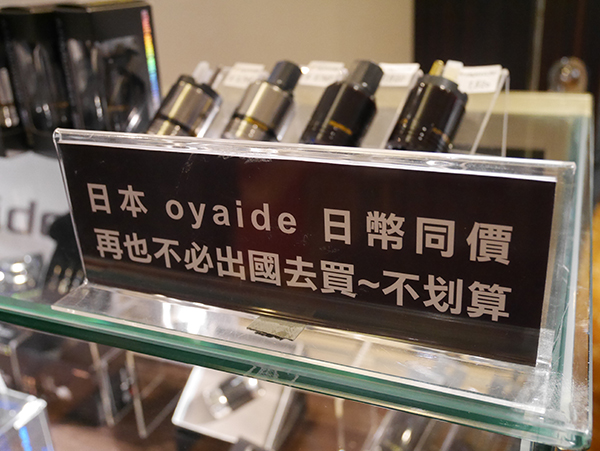 日本 oyaide 日幣同價
再也不必出國去買~不划算